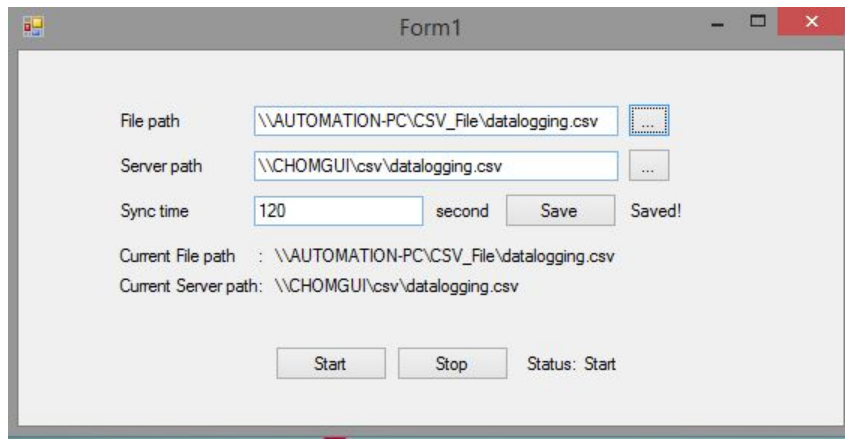 Form1
File path \\AUTOMATION-PC\CSV_File\datalogging.csv ...
Server path \\CHOMGUI\csv\datalogging.csv ...
Sync time 120 second Save Saved!
Current File path : \\AUTOMATION-PC\CSV_File\datalogging.csv
Current Server path: \\CHOMGUI\csv\datalogging.csv
Start Stop Status: Start